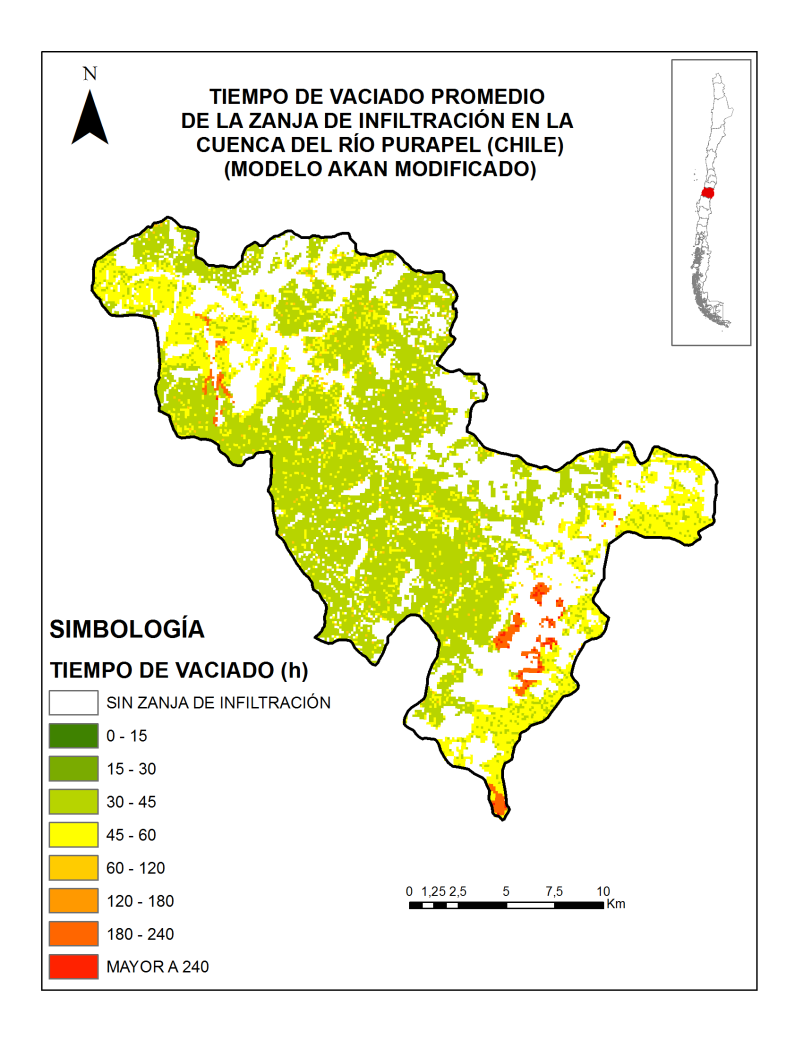 N
TIEMPO DE VACIADO PROMEDIO
DE LA ZANJA DE INFILTRACIÓN EN LA
CUENCA DEL RÍO PURAPEL (CHILE)
(MODELO AKAN MODIFICADO)
SIMBOLOGÍA
TIEMPO DE VACIADO (h)
SIN ZANJA DE INFILTRACIÓN
0 - 15
15 - 30
30 - 45
45 - 60
60 - 120
120 - 180
180 - 240
MAYOR A 240
0 1,25 2,5 5 7,5 10
Km